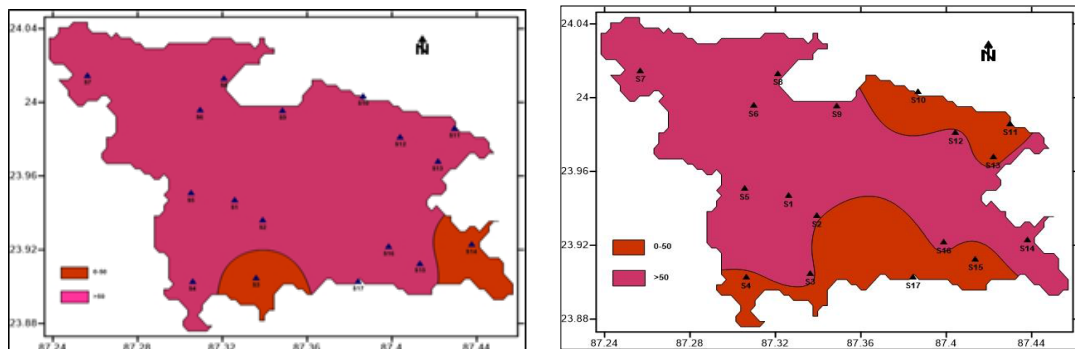 24.04
24
23.96
23.92
23.88
87.24
87.28
87.32
87.36
87.4
87.44
N
S7
S8
S6
S9
S10
S11
S12
S13
S5
S1
S2
S16
S14
S15
S3
S4
S17
0-50
>50
24.04
24
23.96
23.92
23.88
87.24
87.28
87.32
87.36
87.4
87.44
N
S7
S8
S10
S6
S9
S11
S12
S13
S5
S1
S2
S16
S14
S15
S3
S4
S17
0-50
>50